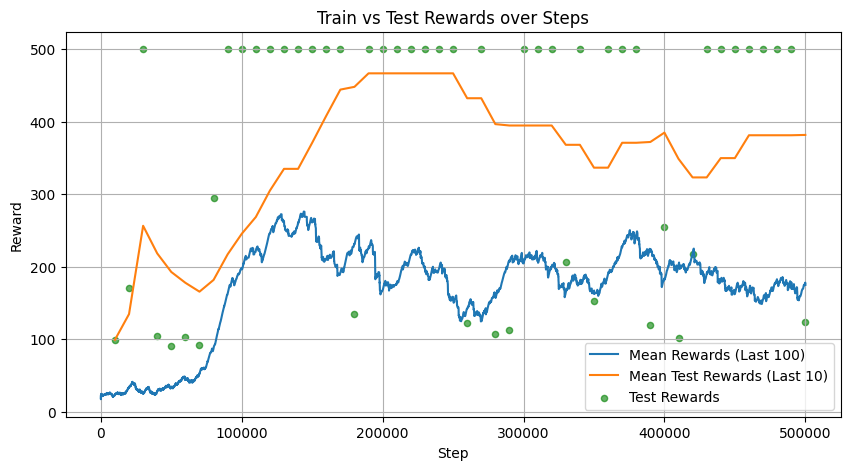 Train vs Test Rewards over Steps
Reward
500
400
300
200
100
0
0 100000 200000 300000 400000 500000
Step
Mean Rewards (Last 100)
Mean Test Rewards (Last 10)
Test Rewards